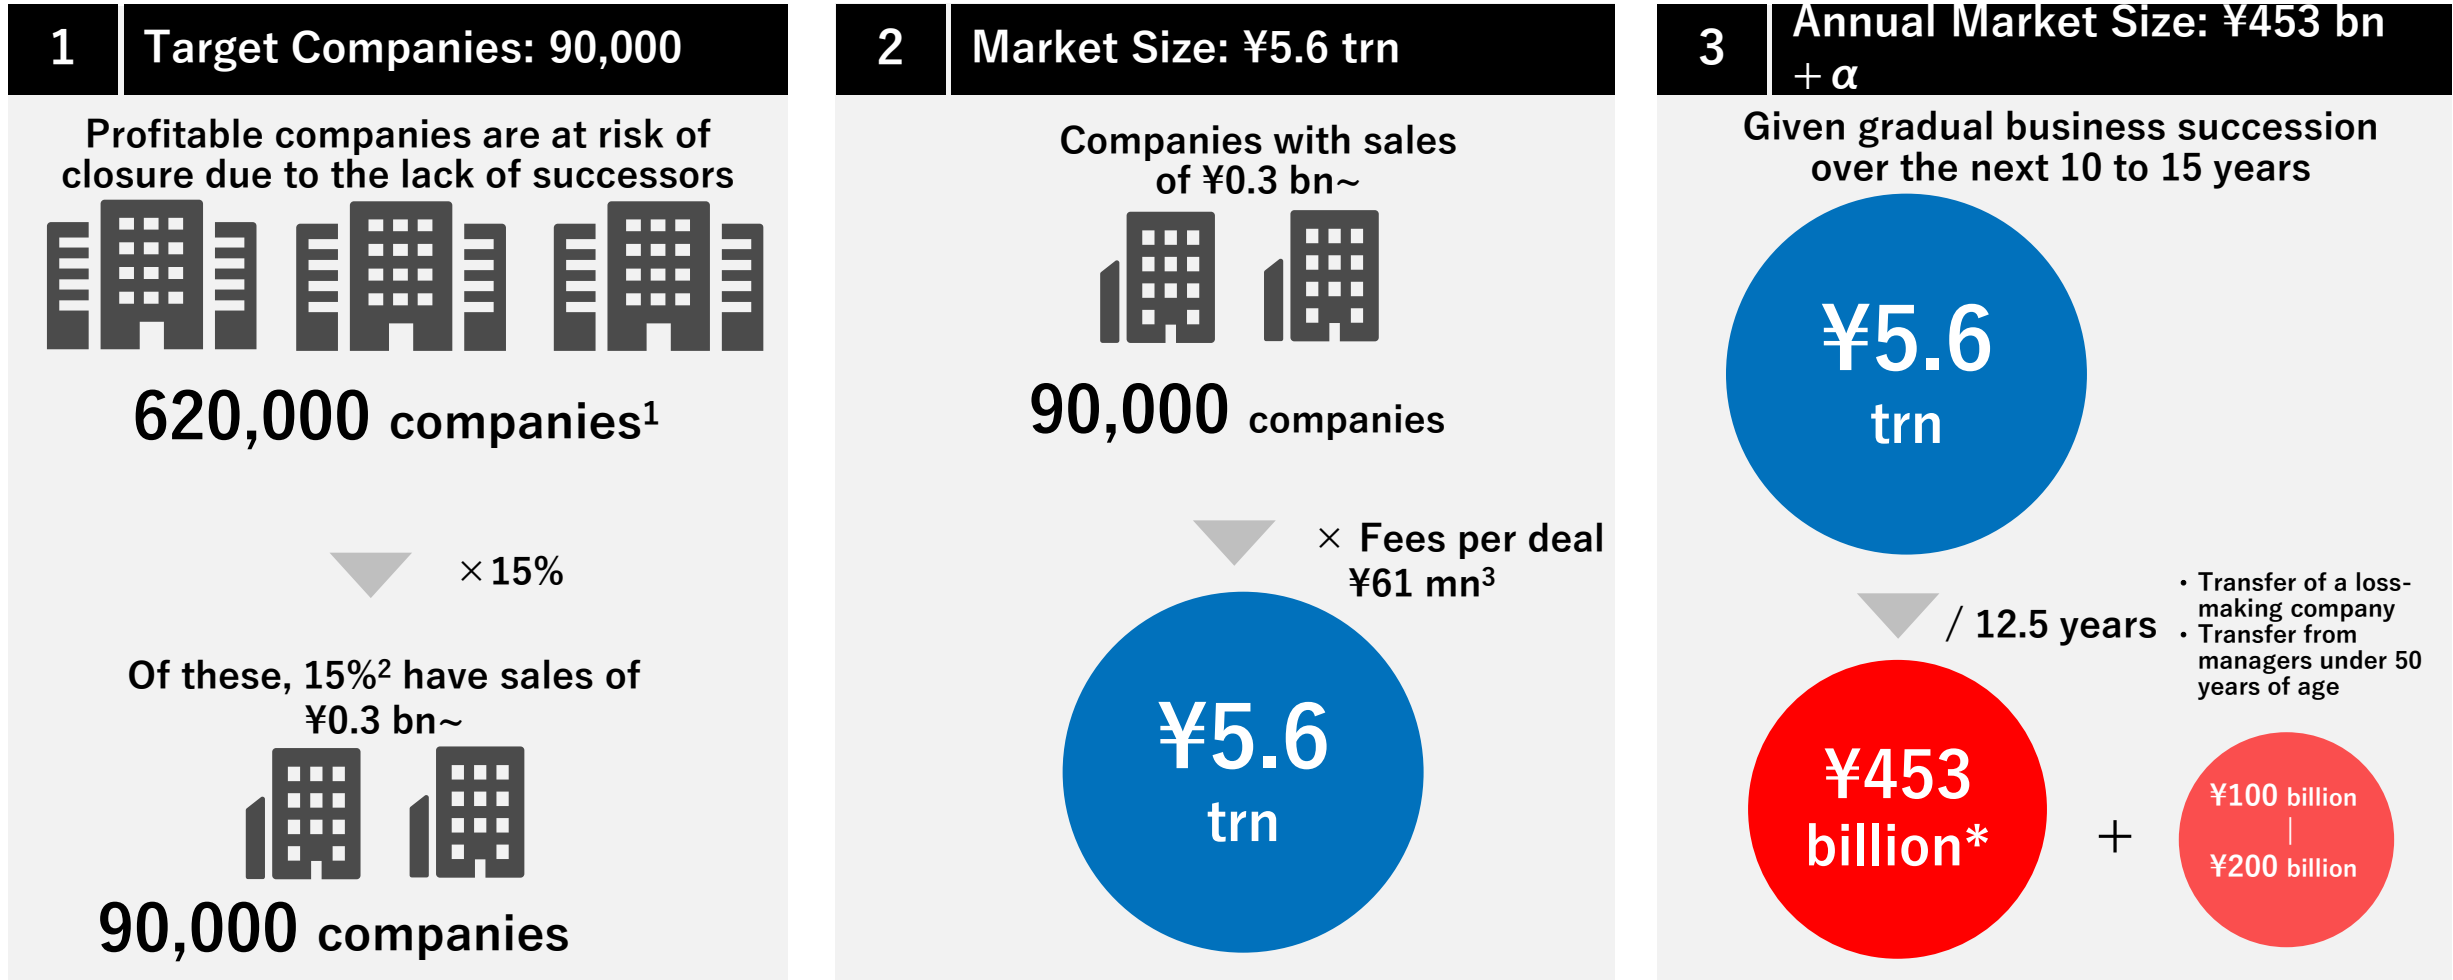 1
Target Companies: 90,000
Profitable companies are at risk of
closure due to the lack of successors
620,000 companies¹
×15%
Of these, 15%² have sales of
¥0.3 bn~
90,000 companies
2
Market Size: ¥5.6 trn
Companies with sales
of ¥0.3 bn~
90,000 companies
× Fees per deal
¥61 mn³
¥5.6
trn
3
Annual Market Size: ¥453 bn
+α
Given gradual business succession
over the next 10 to 15 years
¥5.6
trn
/ 12.5 years
・Transfer of a loss-
making company
・Transfer from
managers under 50
years of age
¥453
billion*
+
¥100 billion
|
¥200 billion